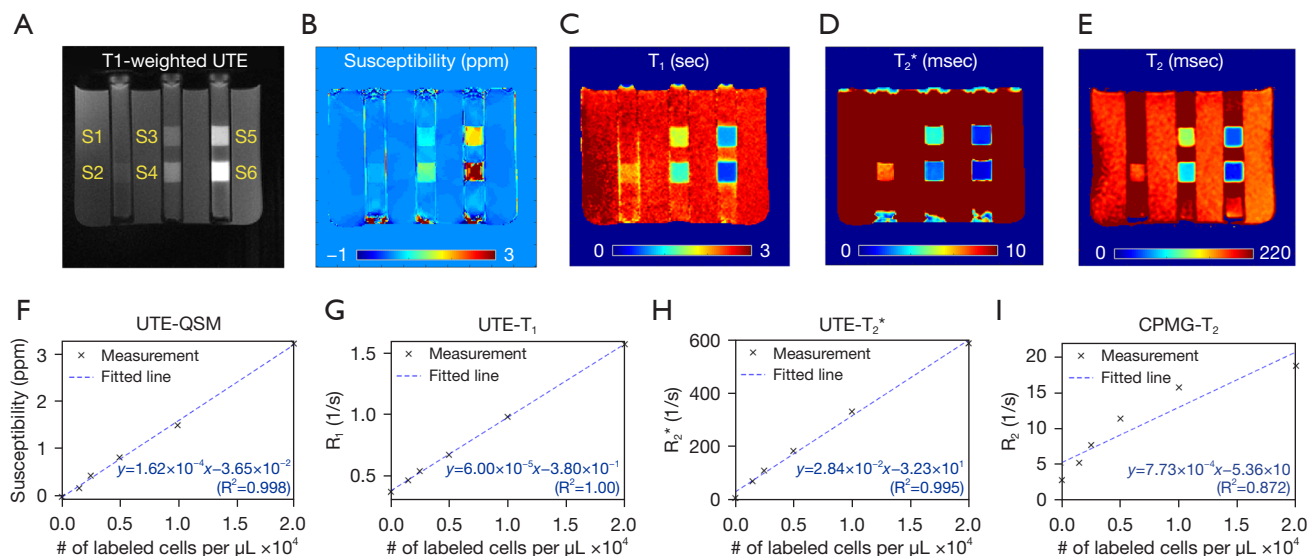 A
T1-weighted UTE
S1
S3
S5
S2
S4
S6
B
Susceptibility (ppm)
−1
3
C
T1 (sec)
0
3
D
T2* (msec)
0
10
E
T2 (msec)
0
220
F
UTE-QSM
× Measurement
Fitted line
Susceptibility (ppm)
3
2
1
0
y=1.62×10⁻⁴x−3.65×10⁻²
(R²=0.998)
0.0 0.5 1.0 1.5 2.0
# of labeled cells per µL ×10⁴
G
UTE-T1
× Measurement
Fitted line
R1 (1/s)
1.5
1.0
0.5
y=6.00×10⁻⁵x−3.80×10⁻¹
(R²=1.00)
0.0 0.5 1.0 1.5 2.0
# of labeled cells per µL ×10⁴
H
UTE-T2*
× Measurement
Fitted line
R2* (1/s)
600
400
200
0
y=2.84×10⁻²x−3.23×10¹
(R²=0.995)
0.0 0.5 1.0 1.5 2.0
# of labeled cells per µL ×10⁴
I
CPMG-T2
× Measurement
Fitted line
R2 (1/s)
20
15
10
5
0
y=7.73×10⁻⁴x−5.36×10
(R²=0.872)
0.0 0.5 1.0 1.5 2.0
# of labeled cells per µL ×10⁴